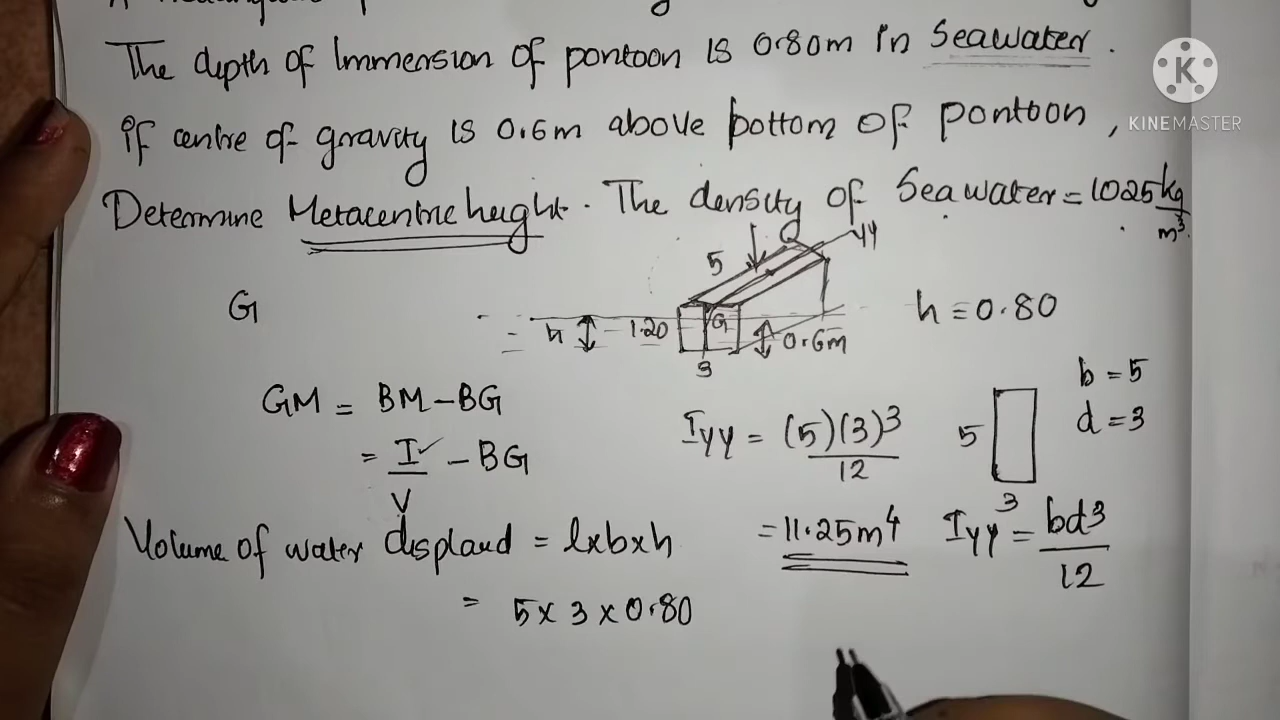 The depth of Immersion of pontoon is 0.80m in Seawater.
if centre of gravity is 0.6m above bottom of pontoon,
Determine Metacentric height. The density of Seawater = 1025 kg/m³.
K
KINEMASTER
G
5
YY
h
1.20
G
0.6m
3
h = 0.80
GM = BM - BG
= I/V - BG
Iyy = (5)(3)³/12
= 11.25m⁴
5
3
b = 5
d = 3
Iyy = bd³/12
Volume of water displaud = lxbxh
= 5 x 3 x 0.80